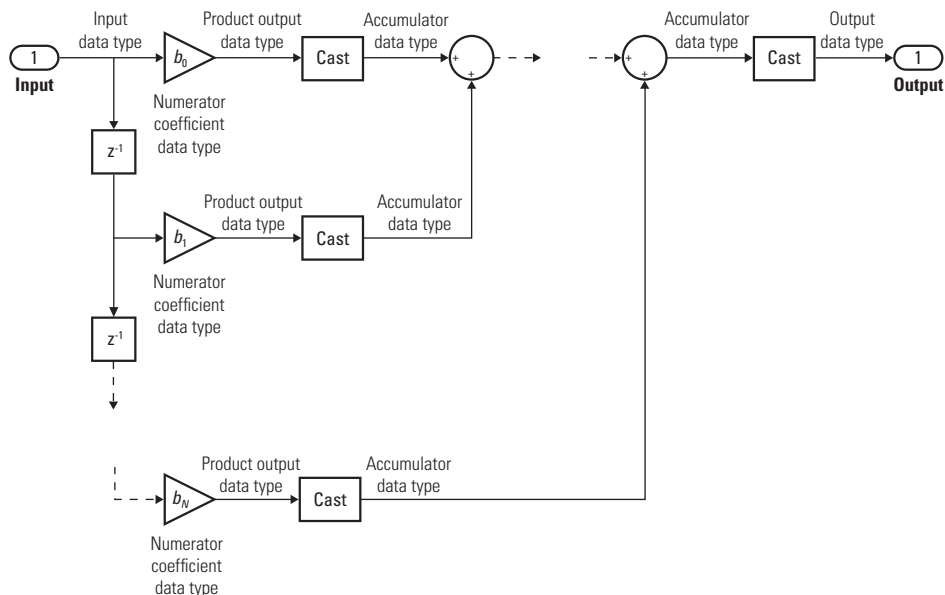 Input
data type
Product output
data type
Accumulator
data type
Accumulator
data type
Output
data type
1
Input
b0
Cast
+
+
+
+
Cast
1
Output
Numerator
coefficient
data type
z-1
Product output
data type
Accumulator
data type
b1
Cast
Numerator
coefficient
data type
z-1
Product output
data type
Accumulator
data type
bN
Cast
Numerator
coefficient
data type